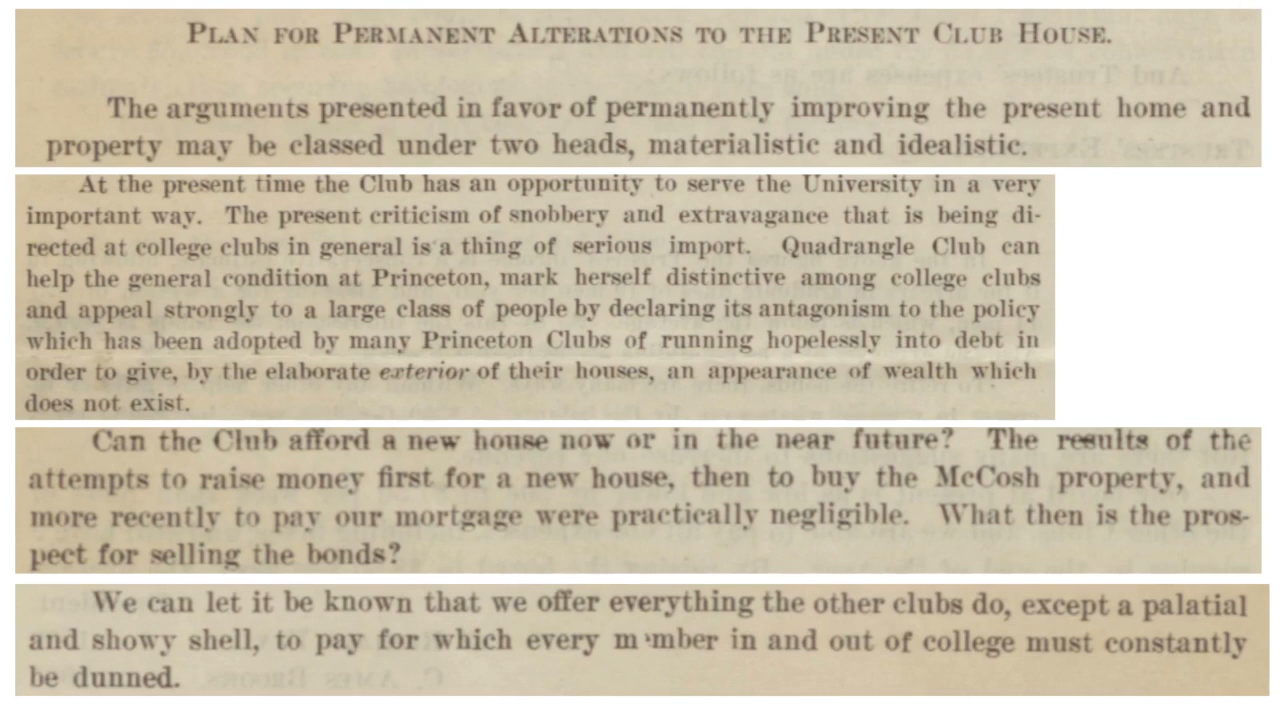 PLAN FOR PERMANENT ALTERATIONS TO THE PRESENT CLUB HOUSE.
The arguments presented in favor of permanently improving the present home and
property may be classed under two heads, materialistic and idealistic.
At the present time the Club has an opportunity to serve the University in a very
important way. The present criticism of snobbery and extravagance that is being di-
rected at college clubs in general is a thing of serious import. Quadrangle Club can
help the general condition at Princeton, mark herself distinctive among college clubs
and appeal strongly to a large class of people by declaring its antagonism to the policy
which has been adopted by many Princeton Clubs of running hopelessly into debt in
order to give, by the elaborate exterior of their houses, an appearance of wealth which
does not exist.
Can the Club afford a new house now or in the near future? The results of the
attempts to raise money first for a new house, then to buy the McCosh property, and
more recently to pay our mortgage were practically negligible. What then is the pros-
pect for selling the bonds?
We can let it be known that we offer everything the other clubs do, except a palatial
and showy shell, to pay for which every member in and out of college must constantly
be dunned.